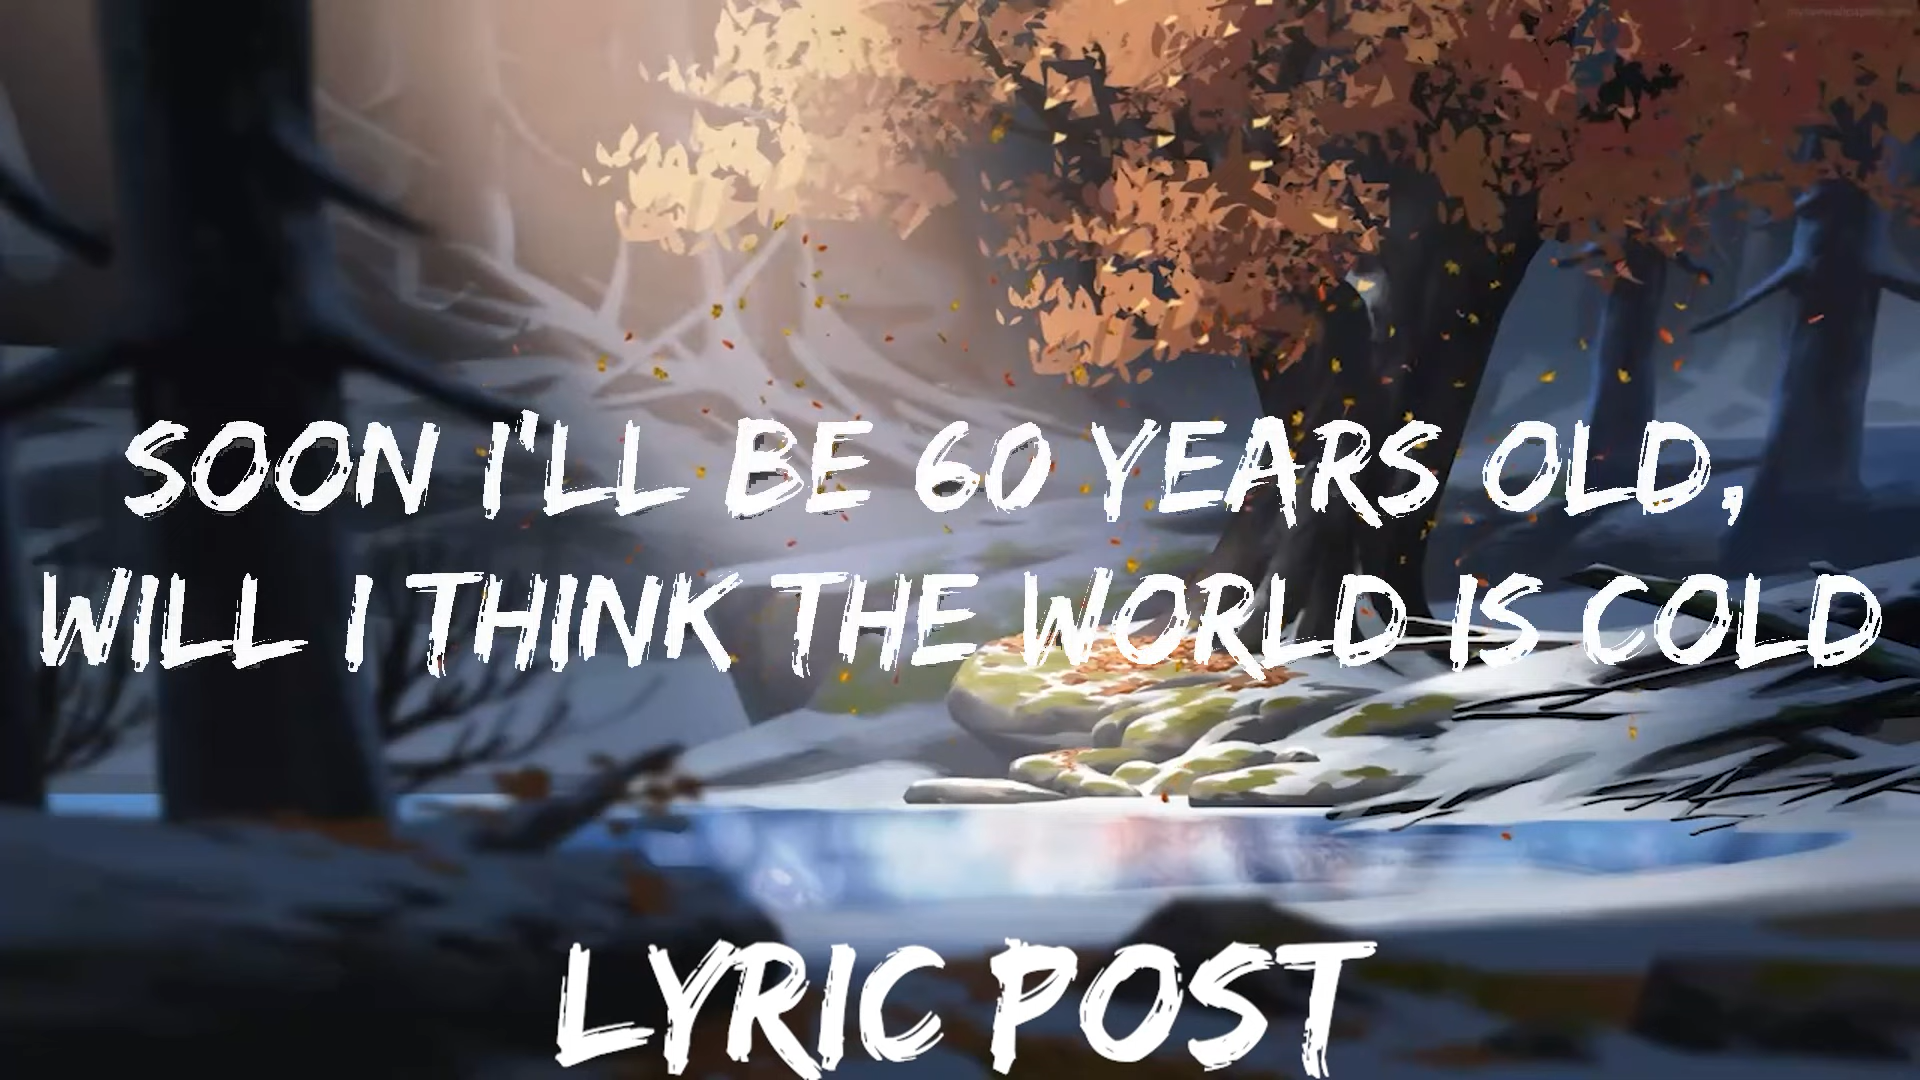 SOON I'LL BE 60 YEARS OLD,
WILL I THINK THE WORLD IS COLD
LYRIC POST